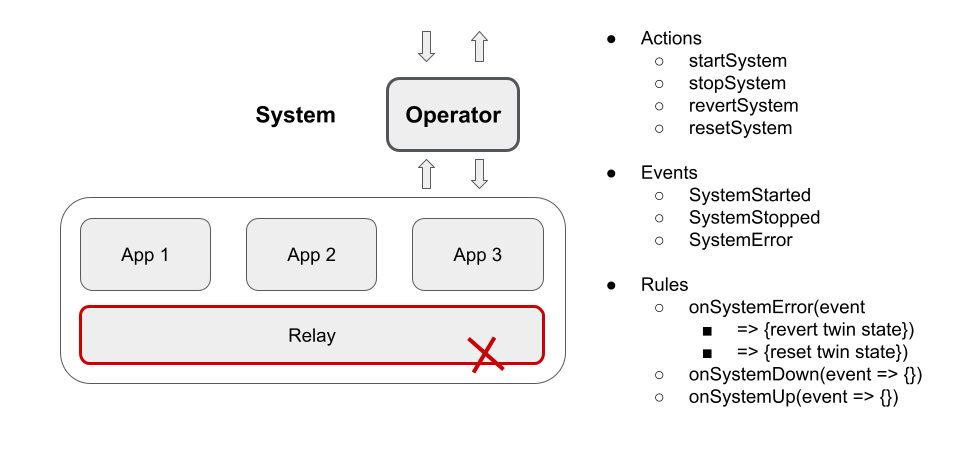 System
Operator
App 1
App 2
App 3
Relay
● Actions
○ startSystem
○ stopSystem
○ revertSystem
○ resetSystem
● Events
○ SystemStarted
○ SystemStopped
○ SystemError
● Rules
○ onSystemError(event
■ => {revert twin state})
■ => {reset twin state})
○ onSystemDown(event => {})
○ onSystemUp(event => {})